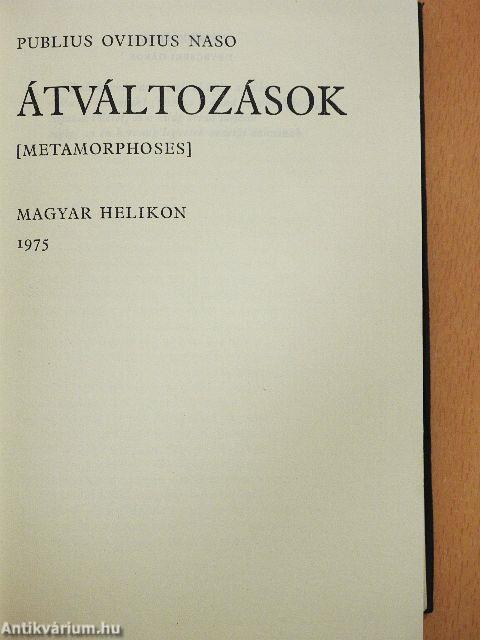 PUBLIUS OVIDIUS NASO
ÁTVÁLTOZÁSOK
[METAMORPHOSES]
MAGYAR HELIKON
1975
Antikvárium.hu